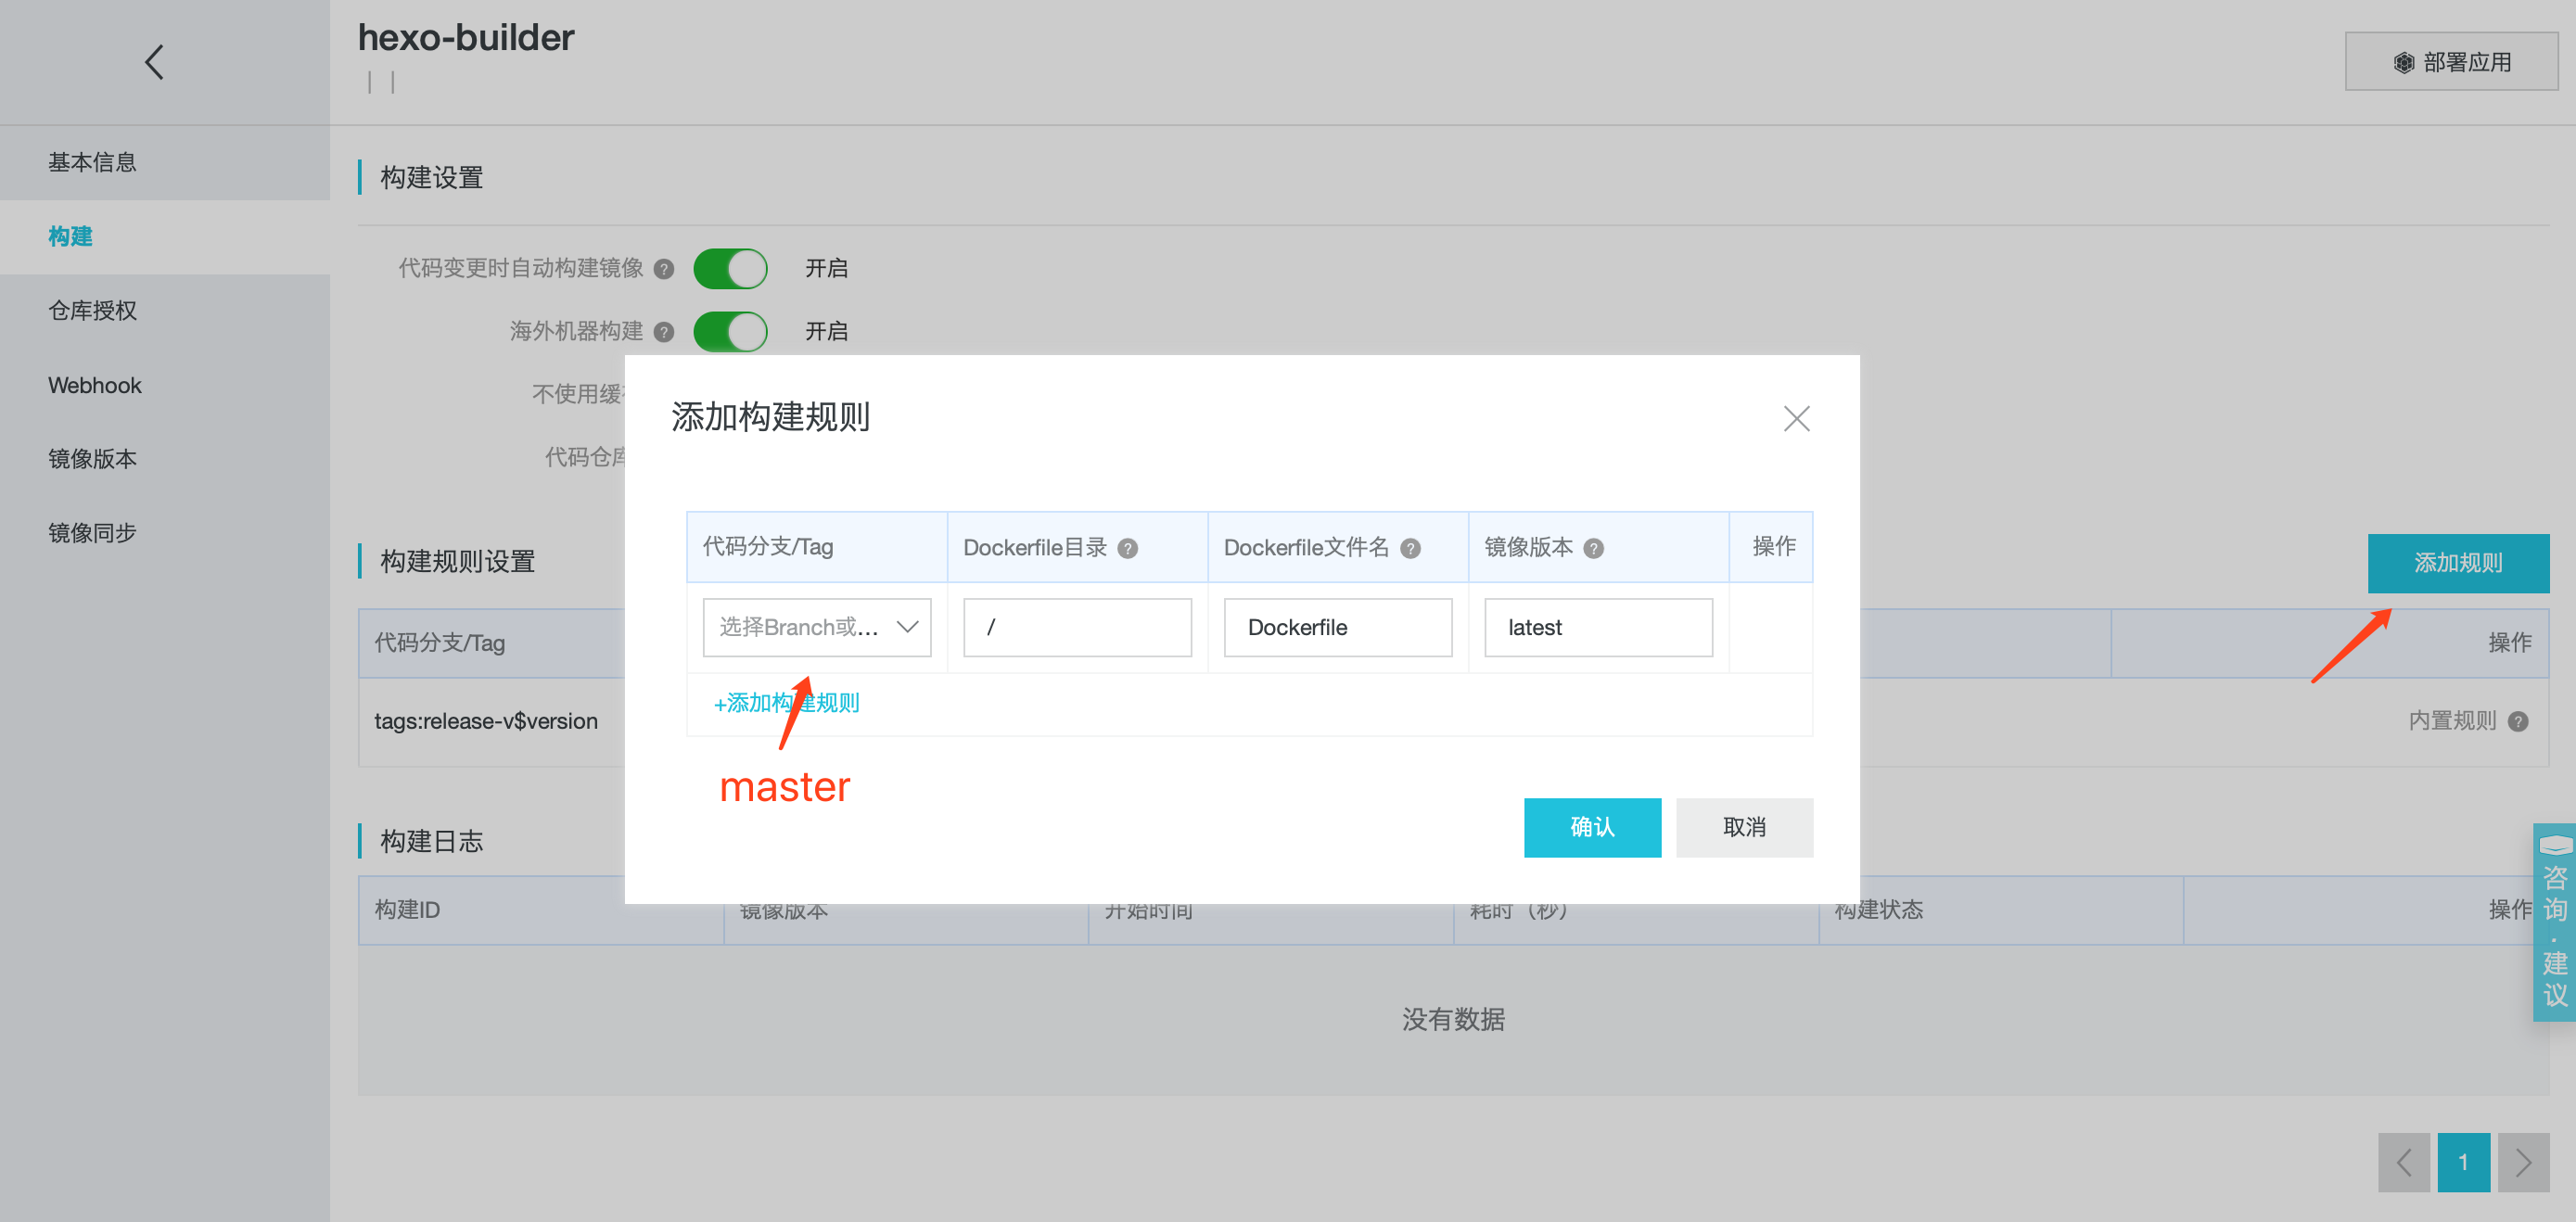 hexo-builder
部署应用
基本信息
构建
仓库授权
Webhook
镜像版本
镜像同步
构建设置
代码变更时自动构建镜像 ? 开启
海外机器构建 ? 开启
不使用缓
代码仓库
构建规则设置
添加规则
代码分支/Tag 操作
tags:release-v$version 内置规则 ?
添加构建规则
代码分支/Tag Dockerfile目录 ? Dockerfile文件名 ? 镜像版本 ? 操作
选择Branch或... / Dockerfile latest
+添加构建规则
master
确认 取消
构建日志
构建ID 镜像版本 开始时间 耗时（秒） 构建状态 操作
没有数据
1
咨询·建议